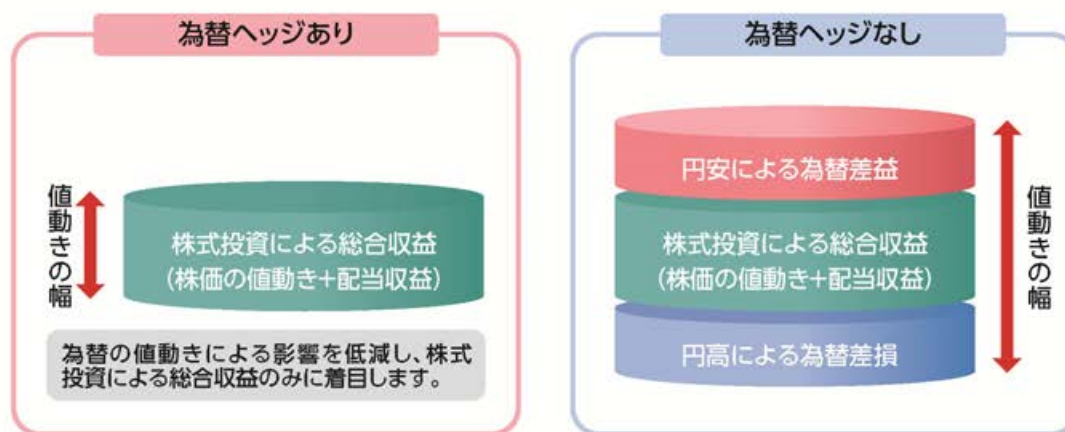 為替ヘッジあり
値動きの幅
株式投資による総合収益
(株価の値動き+配当収益)
為替の値動きによる影響を低減し、株式
投資による総合収益のみに着目します。
為替ヘッジなし
円安による為替差益
株式投資による総合収益
(株価の値動き+配当収益)
円高による為替差損
値動きの幅